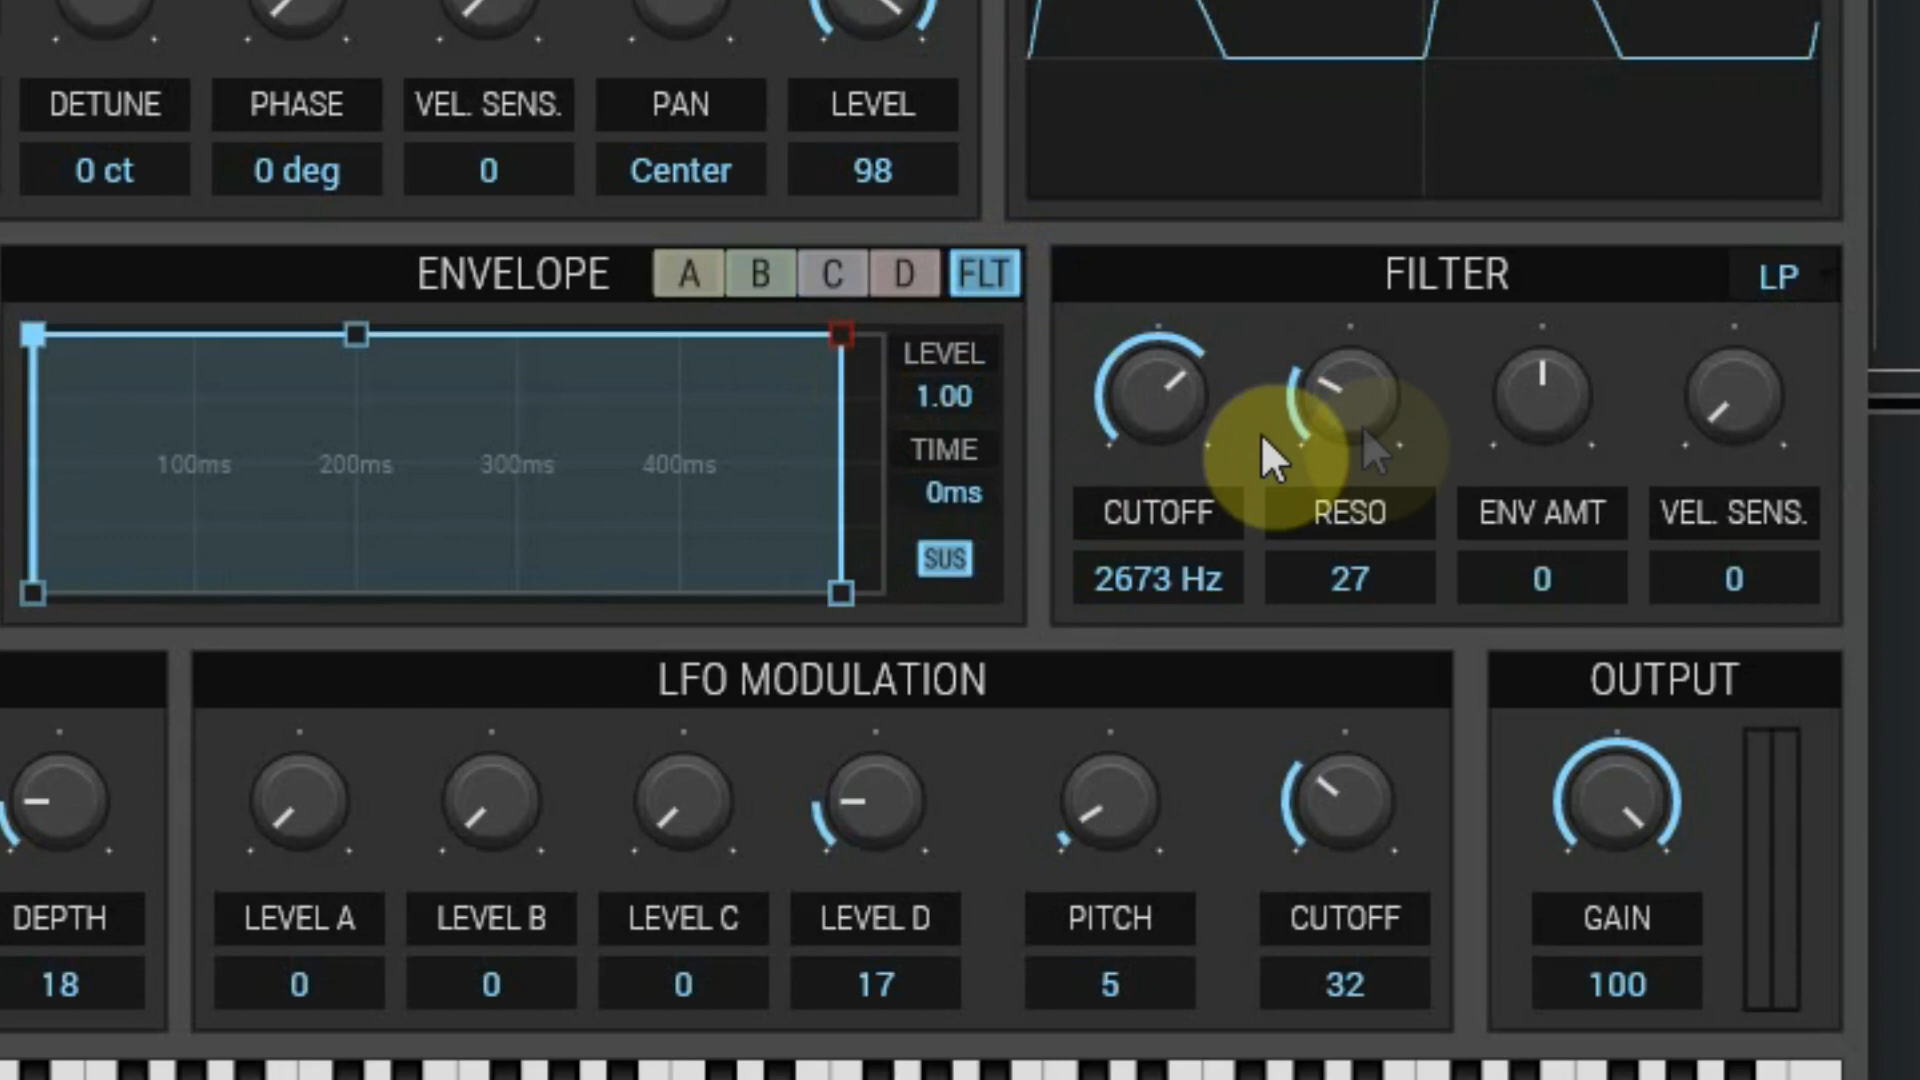 DETUNE PHASE VEL. SENS. PAN LEVEL
0 ct 0 deg 0 Center 98
ENVELOPE A B C D FLT
LEVEL
1.00
TIME
0ms
SUS
100ms 200ms 300ms 400ms
FILTER LP
CUTOFF RESO ENV AMT VEL. SENS.
2673 Hz 27 0 0
LFO MODULATION
DEPTH LEVEL A LEVEL B LEVEL C LEVEL D PITCH CUTOFF
18 0 0 0 17 5 32
OUTPUT
GAIN
100